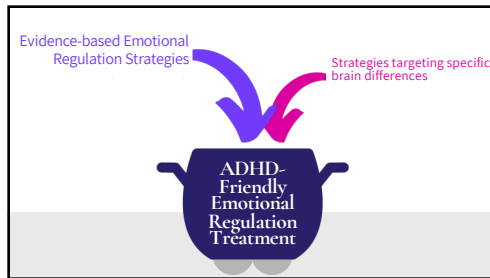 Evidence-based Emotional
Regulation Strategies
Strategies targeting specific
brain differences
ADHD-
Friendly
Emotional
Regulation
Treatment